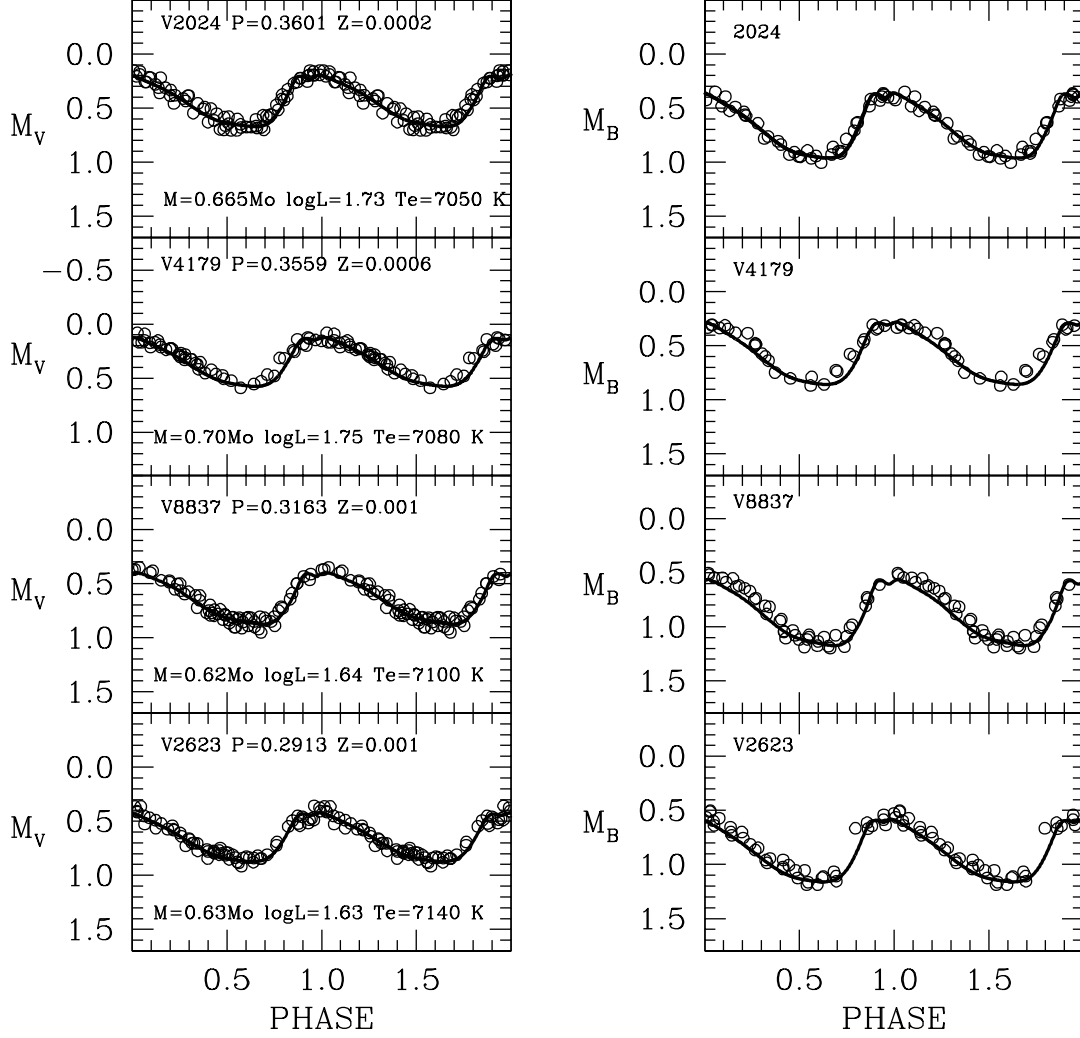 V2024 P=0.3601 Z=0.0002
0.0
0.5
1.0
1.5
M_V
M=0.665Mo logL=1.73 Te=7050 K
2024
0.0
0.5
1.0
1.5
M_B
V4179 P=0.3559 Z=0.0006
−0.5
0.0
0.5
1.0
M_V
M=0.70Mo logL=1.75 Te=7080 K
V4179
0.0
0.5
1.0
1.5
M_B
V8837 P=0.3163 Z=0.001
0.0
0.5
1.0
1.5
M_V
M=0.62Mo logL=1.64 Te=7100 K
V8837
0.0
0.5
1.0
1.5
M_B
V2623 P=0.2913 Z=0.001
0.0
0.5
1.0
1.5
M_V
M=0.63Mo logL=1.63 Te=7140 K
V2623
0.0
0.5
1.0
1.5
M_B
0.5 1.0 1.5
PHASE
0.5 1.0 1.5
PHASE